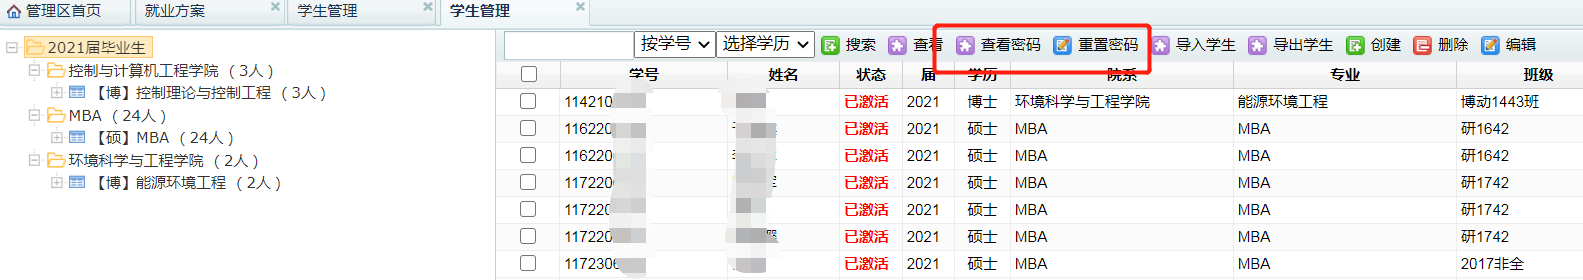 管理区首页 就业方案 学生管理 学生管理
2021届毕业生
控制与计算机工程学院 (3人)
【博】控制理论与控制工程 (3人)
MBA (24人)
【硕】MBA (24人)
环境科学与工程学院 (2人)
【博】能源环境工程 (2人)
按学号 选择学历 搜索 查看 查看密码 重置密码 导入学生 导出学生 创建 删除 编辑
学号 姓名 状态 届 学历 院系 专业 班级
114210 已激活 2021 博士 环境科学与工程学院 能源环境工程 博动1443班
116220 已激活 2021 硕士 MBA MBA 研1642
116220 已激活 2021 硕士 MBA MBA 研1642
117220 已激活 2021 硕士 MBA MBA 研1742
117220 已激活 2021 硕士 MBA MBA 研1742
117220 已激活 2021 硕士 MBA MBA 研1742
1172306 已激活 2021 硕士 MBA MBA 2017非全